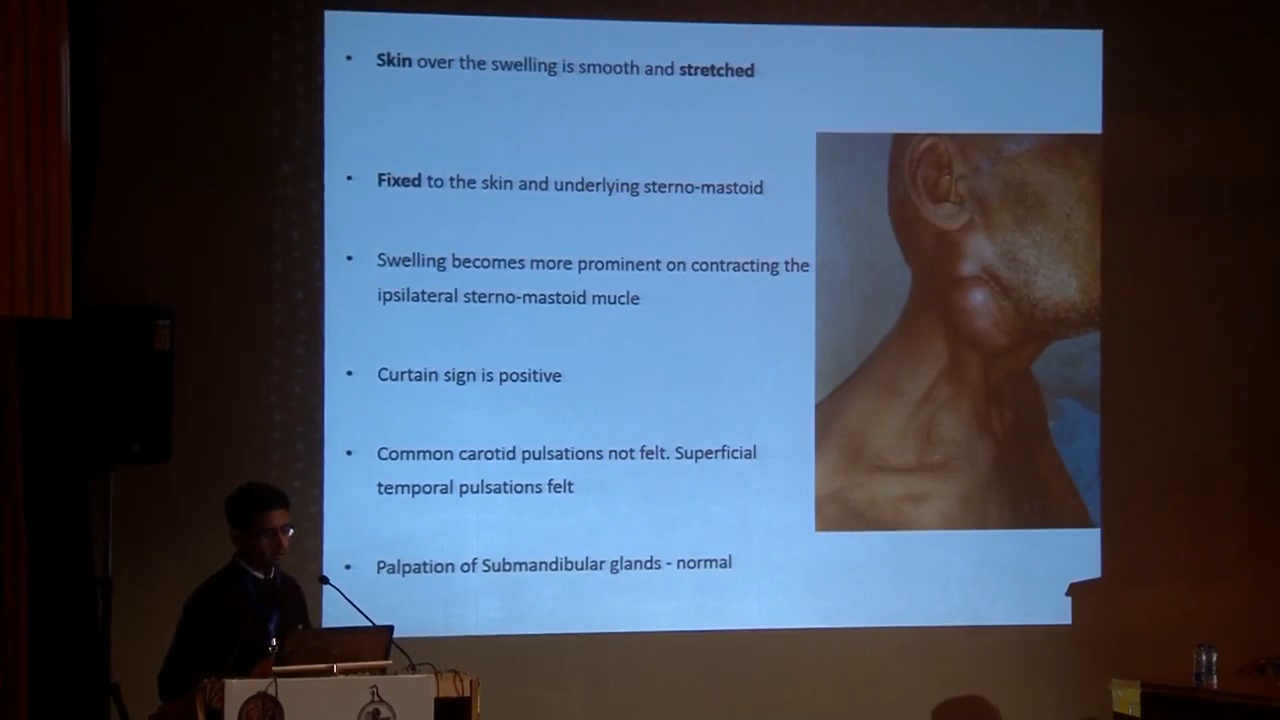 • Skin over the swelling is smooth and stretched
• Fixed to the skin and underlying sterno-mastoid
• Swelling becomes more prominent on contracting the
ipsilateral sterno-mastoid mucle
• Curtain sign is positive
• Common carotid pulsations not felt. Superficial
temporal pulsations felt
• Palpation of Submandibular glands - normal